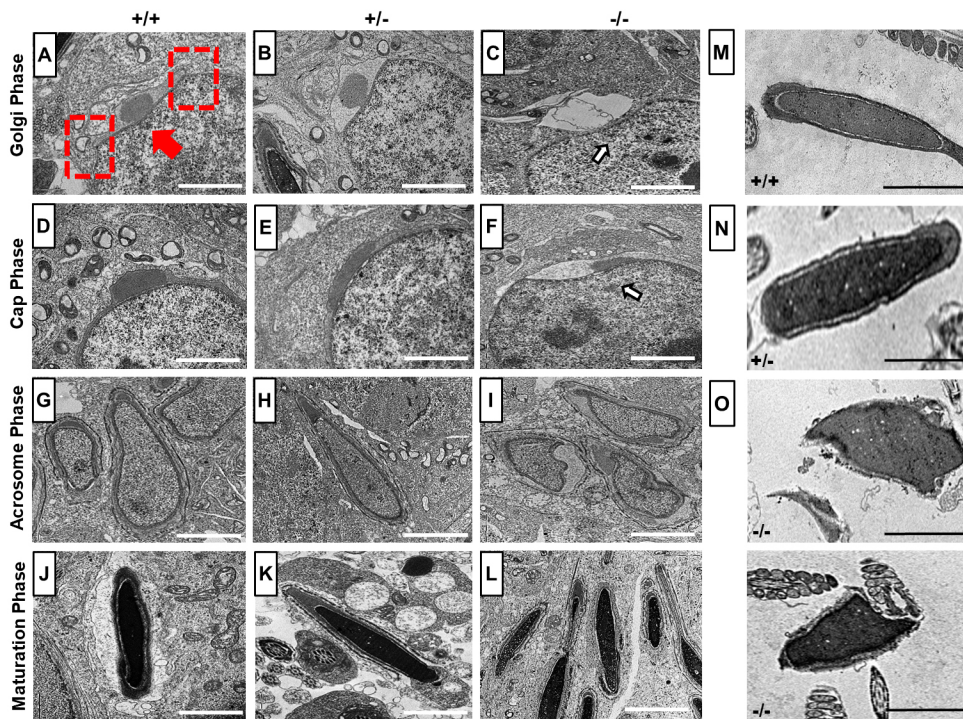 +/+ +/- -/-
Golgi Phase
A B C M
+/+
Cap Phase
D E F N
+/-
Acrosome Phase
G H I O
-/-
Maturation Phase
J K L
-/-